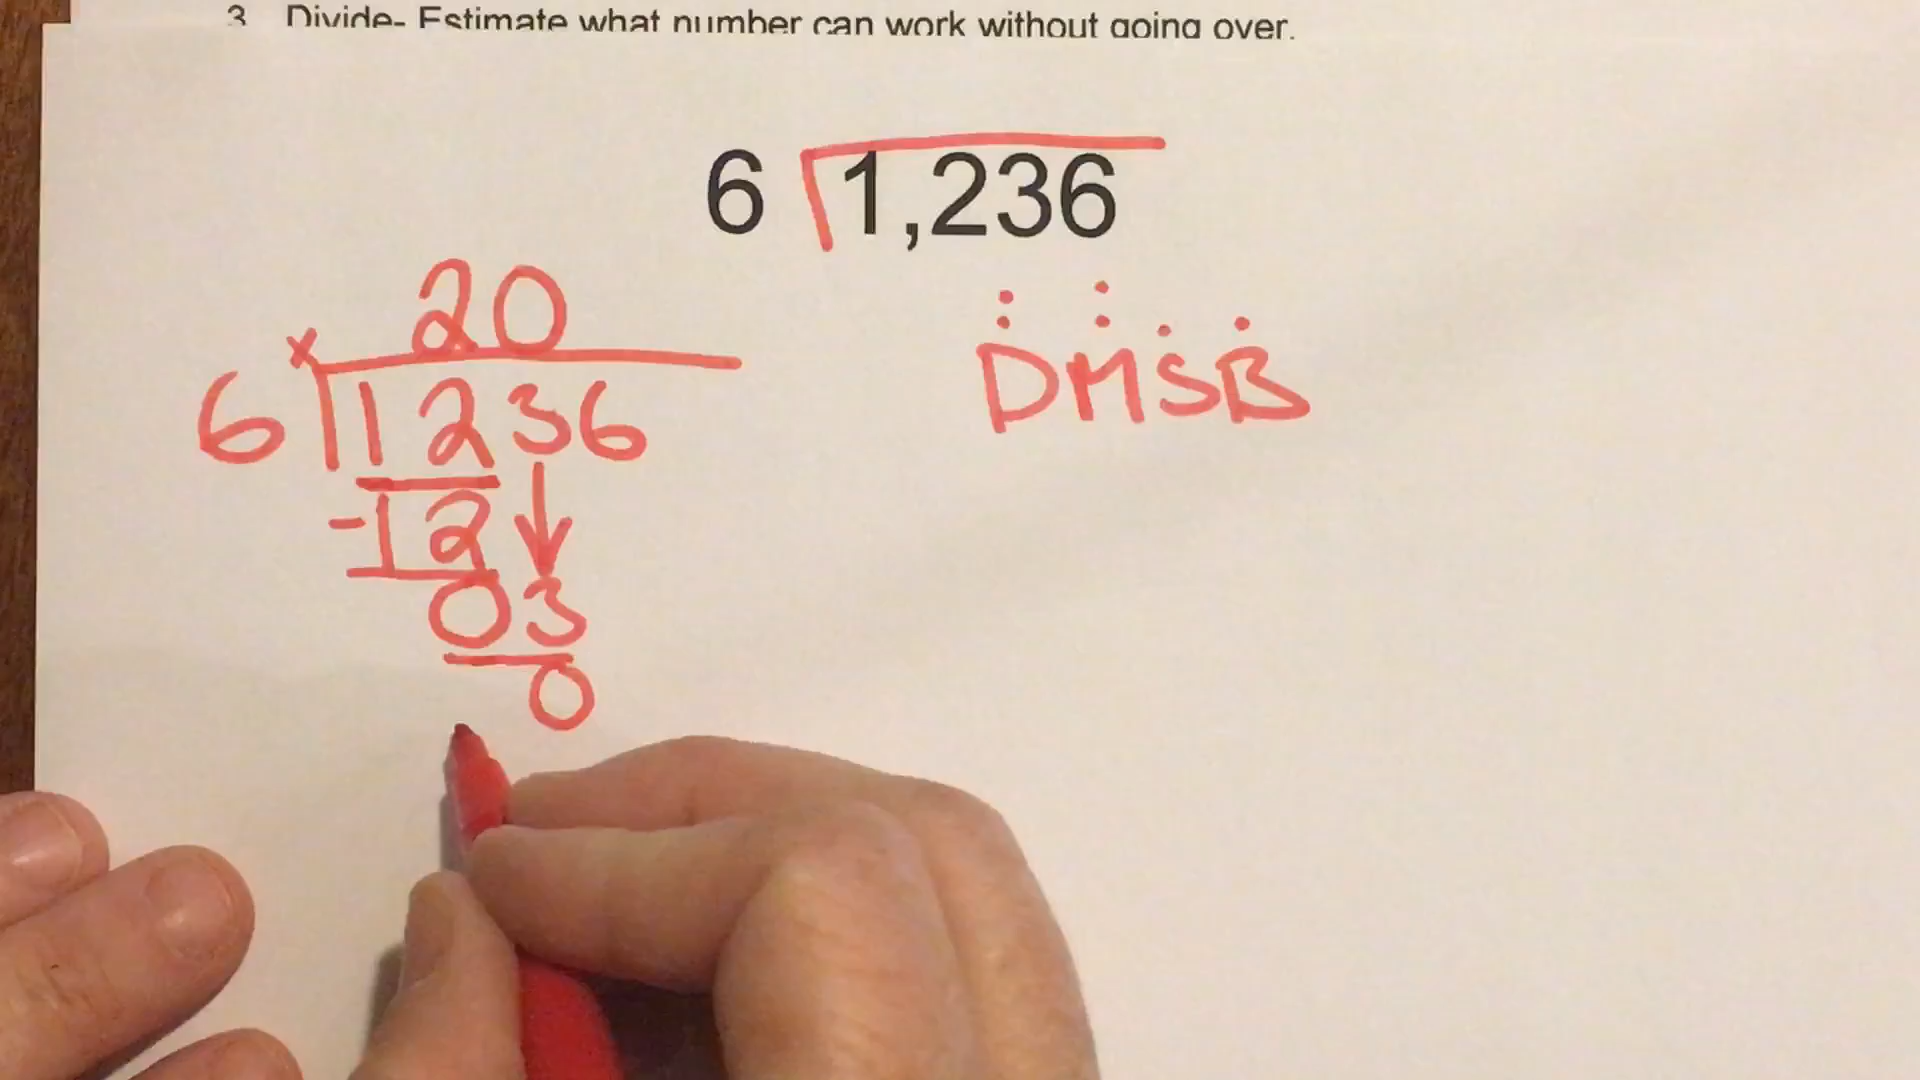 3. Divide- Estimate what number can work without going over.
6 1,236
20
x
6 1236
-12
03
0
DMSB